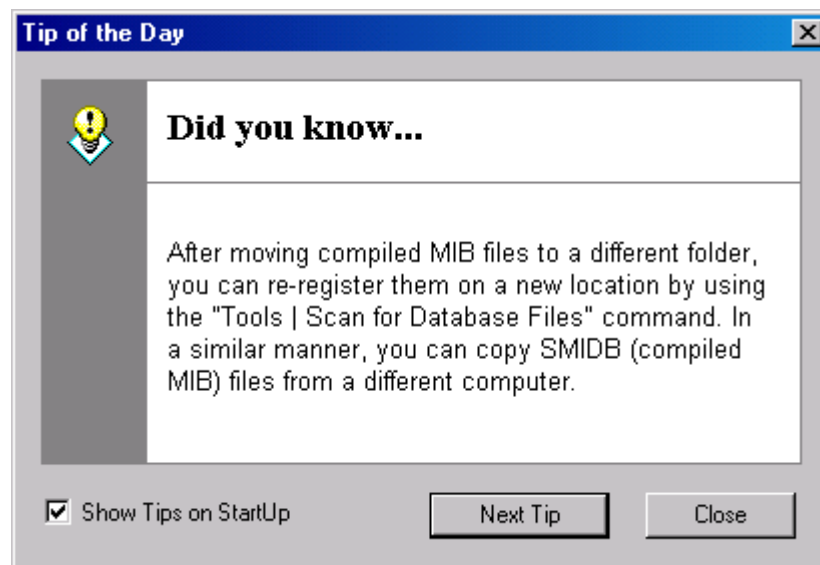 Tip of the Day
Did you know...
After moving compiled MIB files to a different folder,
you can re-register them on a new location by using
the "Tools | Scan for Database Files" command. In
a similar manner, you can copy SMIDB (compiled
MIB) files from a different computer.
Show Tips on StartUp
Next Tip
Close